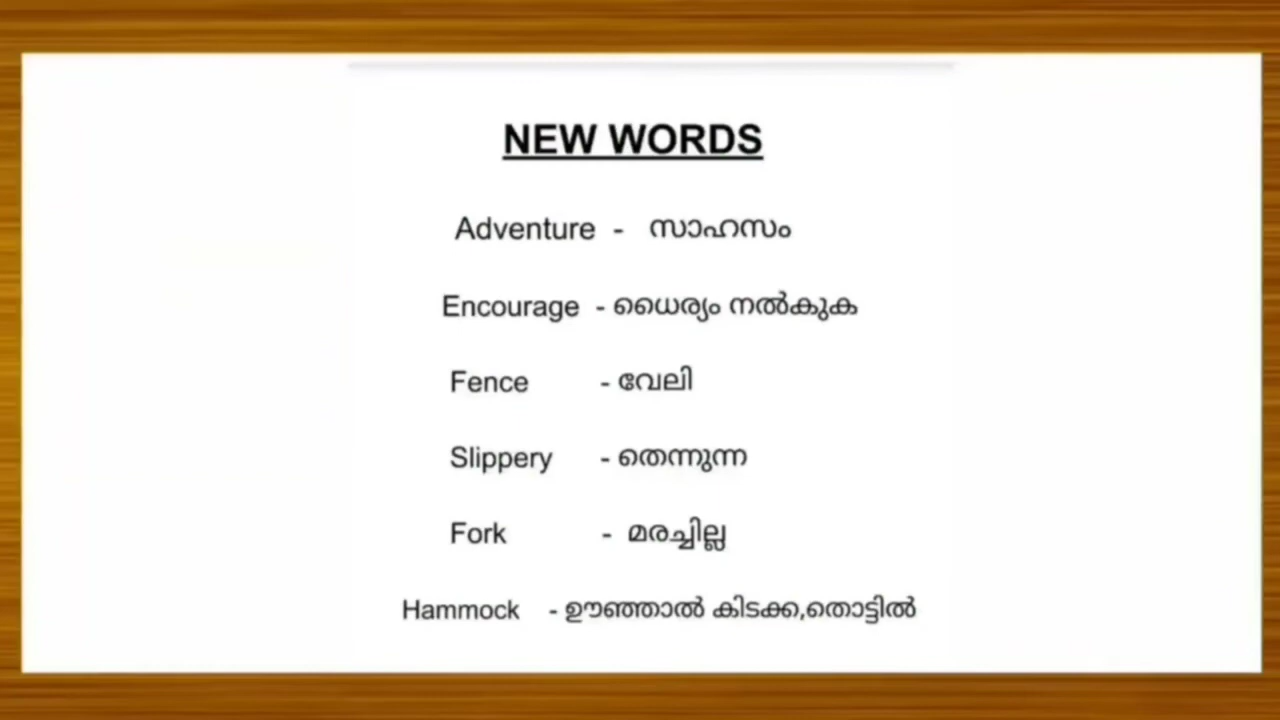 NEW WORDS
Adventure - സാഹസം
Encourage - ധൈര്യം നൽകുക
Fence - വേലി
Slippery - തെന്നുന്ന
Fork - മരച്ചില്ല
Hammock - ഊഞ്ഞാൽ കിടക്ക,തൊട്ടിൽ